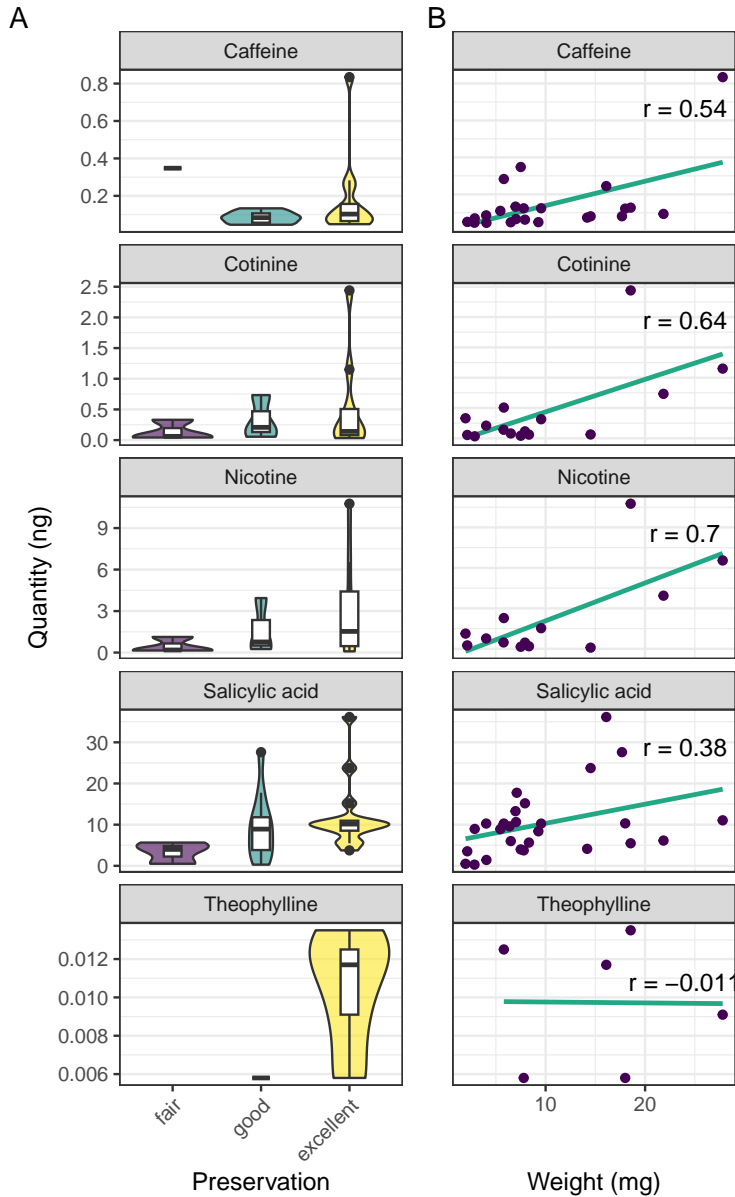 A
B
Caffeine
Caffeine
0.8
0.6
0.4
0.2
r = 0.54
Cotinine
Cotinine
2.5
2.0
1.5
1.0
0.5
0.0
r = 0.64
Nicotine
Nicotine
9
6
3
0
r = 0.7
Salicylic acid
Salicylic acid
30
20
10
0
r = 0.38
Theophylline
Theophylline
0.012
0.010
0.008
0.006
r = −0.011
Quantity (ng)
fair
good
excellent
10
20
Preservation
Weight (mg)